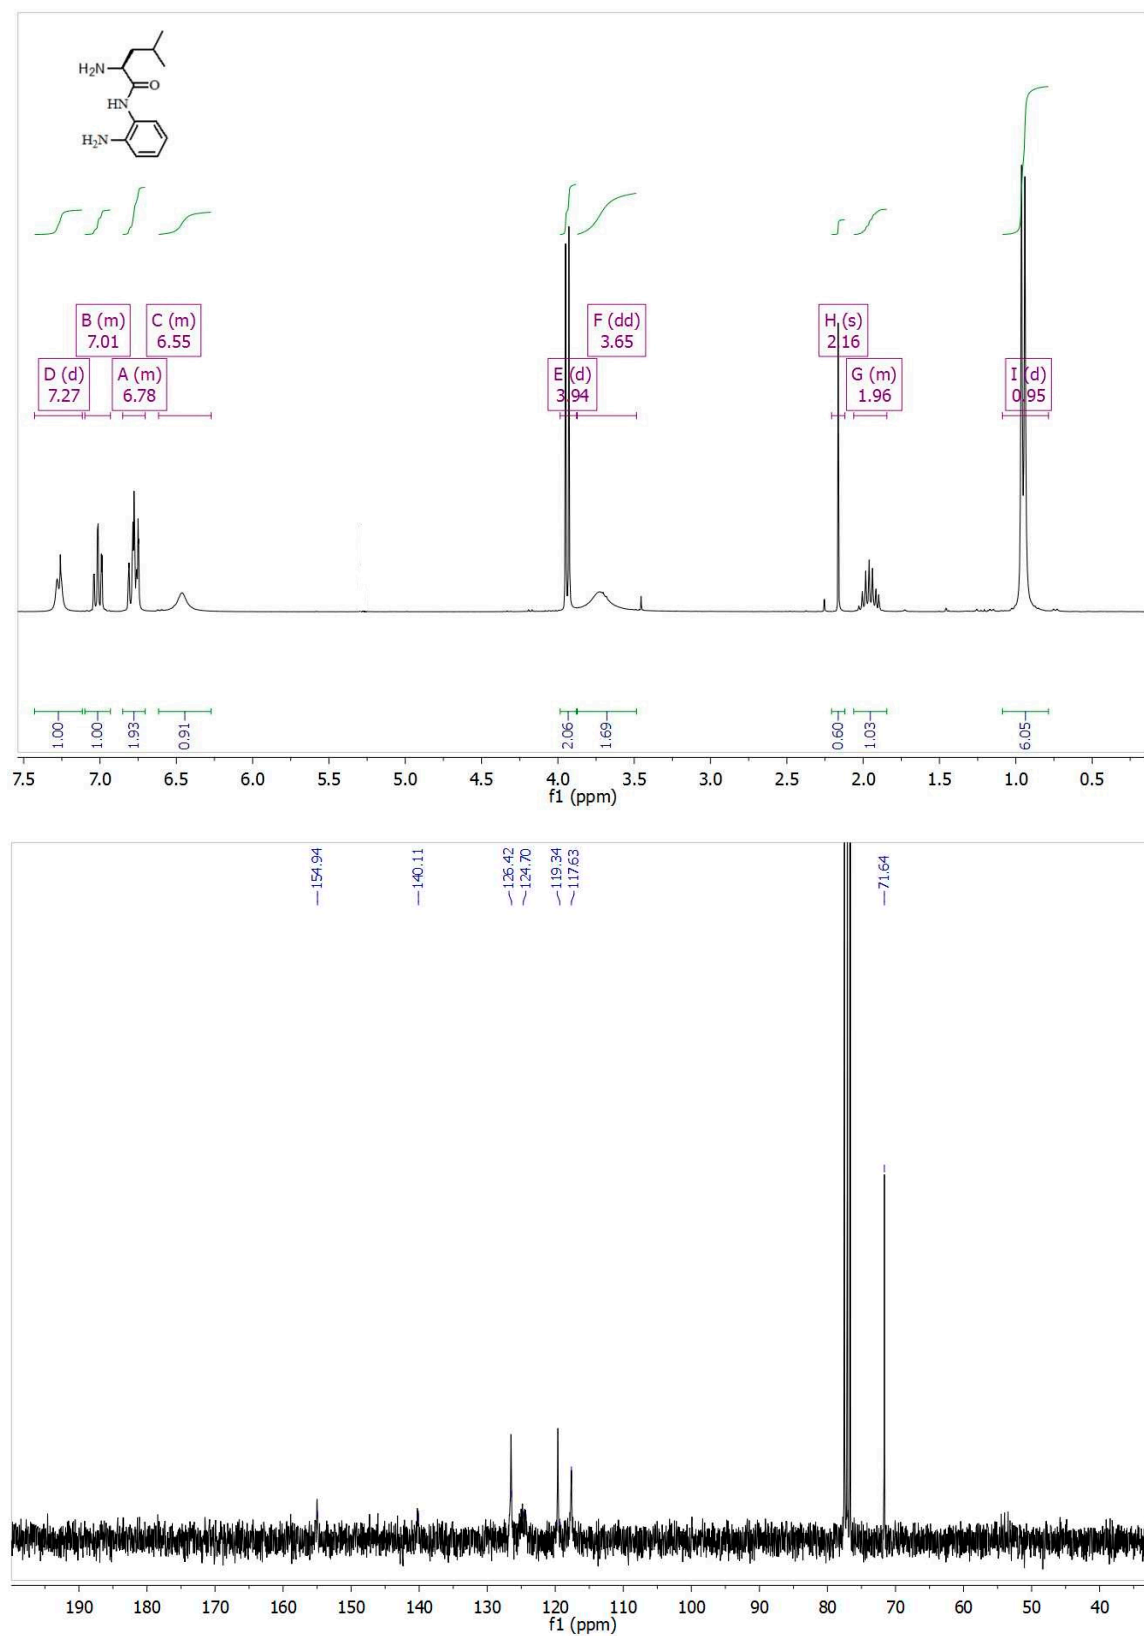 H₂N
O
HN
H₂N
B (m)
7.01
C (m)
6.55
F (dd)
3.65
H (s)
2.16
D (d)
7.27
A (m)
6.78
E (d)
3.94
G (m)
1.96
I (d)
0.95
1.00
1.00
1.93
0.91
2.06
1.69
0.60
1.03
6.05
7.5 7.0 6.5 6.0 5.5 5.0 4.5 4.0 3.5 3.0 2.5 2.0 1.5 1.0 0.5
f1 (ppm)
154.94
140.11
126.42
124.70
119.34
117.63
71.64
190 180 170 160 150 140 130 120 110 100 90 80 70 60 50 40
f1 (ppm)